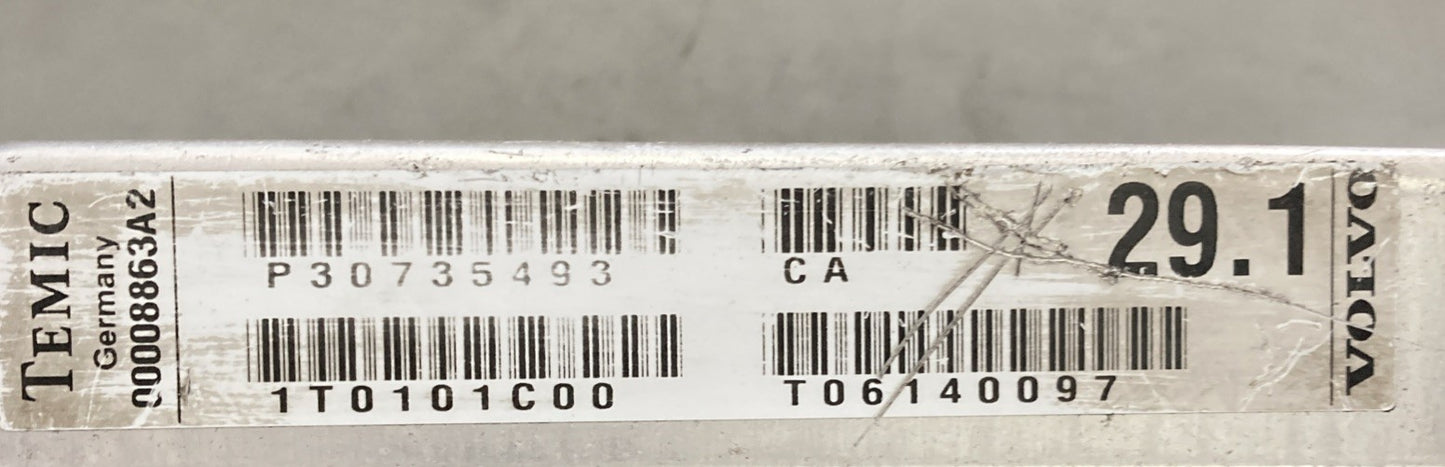 TEMIC
Germany
00008863A2
P30735493
CA
29.1
1T0101C00
T06140097
VOLVO